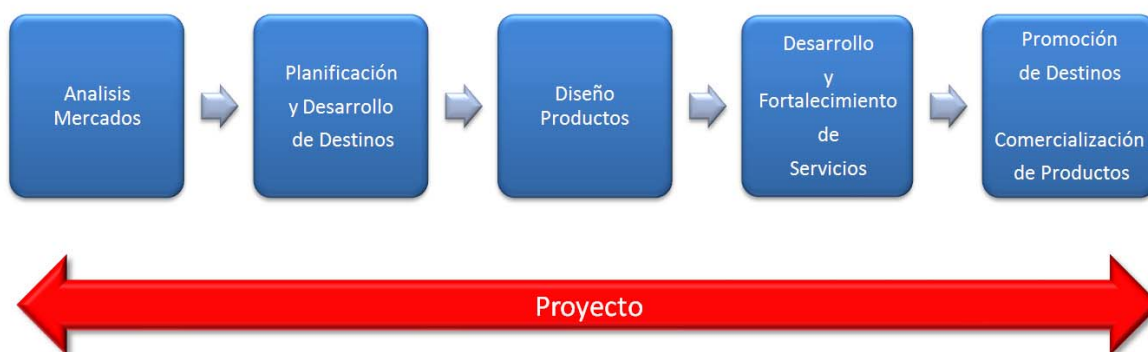 Analisis
Mercados
Planificación
y Desarrollo
de Destinos
Diseño
Productos
Desarrollo
y
Fortalecimiento
de
Servicios
Promoción
de Destinos
Comercialización
de Productos
Proyecto